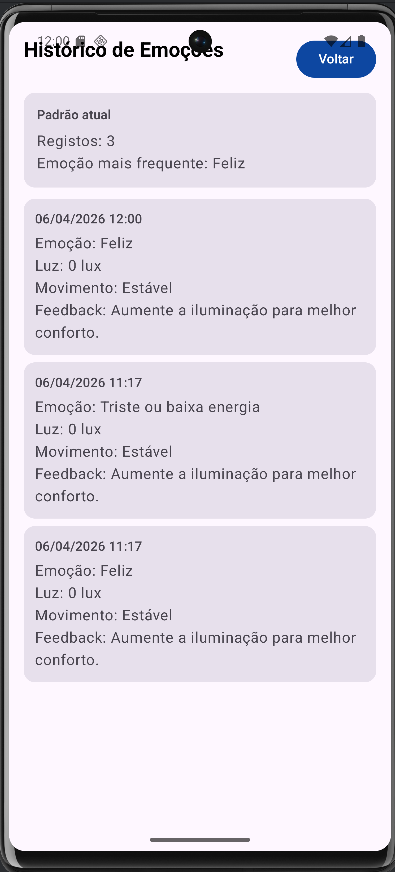 12:00
Histórico de Emoções
Voltar
Padrão atual
Registos: 3
Emoção mais frequente: Feliz
06/04/2026 12:00
Emoção: Feliz
Luz: 0 lux
Movimento: Estável
Feedback: Aumente a iluminação para melhor
conforto.
06/04/2026 11:17
Emoção: Triste ou baixa energia
Luz: 0 lux
Movimento: Estável
Feedback: Aumente a iluminação para melhor
conforto.
06/04/2026 11:17
Emoção: Feliz
Luz: 0 lux
Movimento: Estável
Feedback: Aumente a iluminação para melhor
conforto.